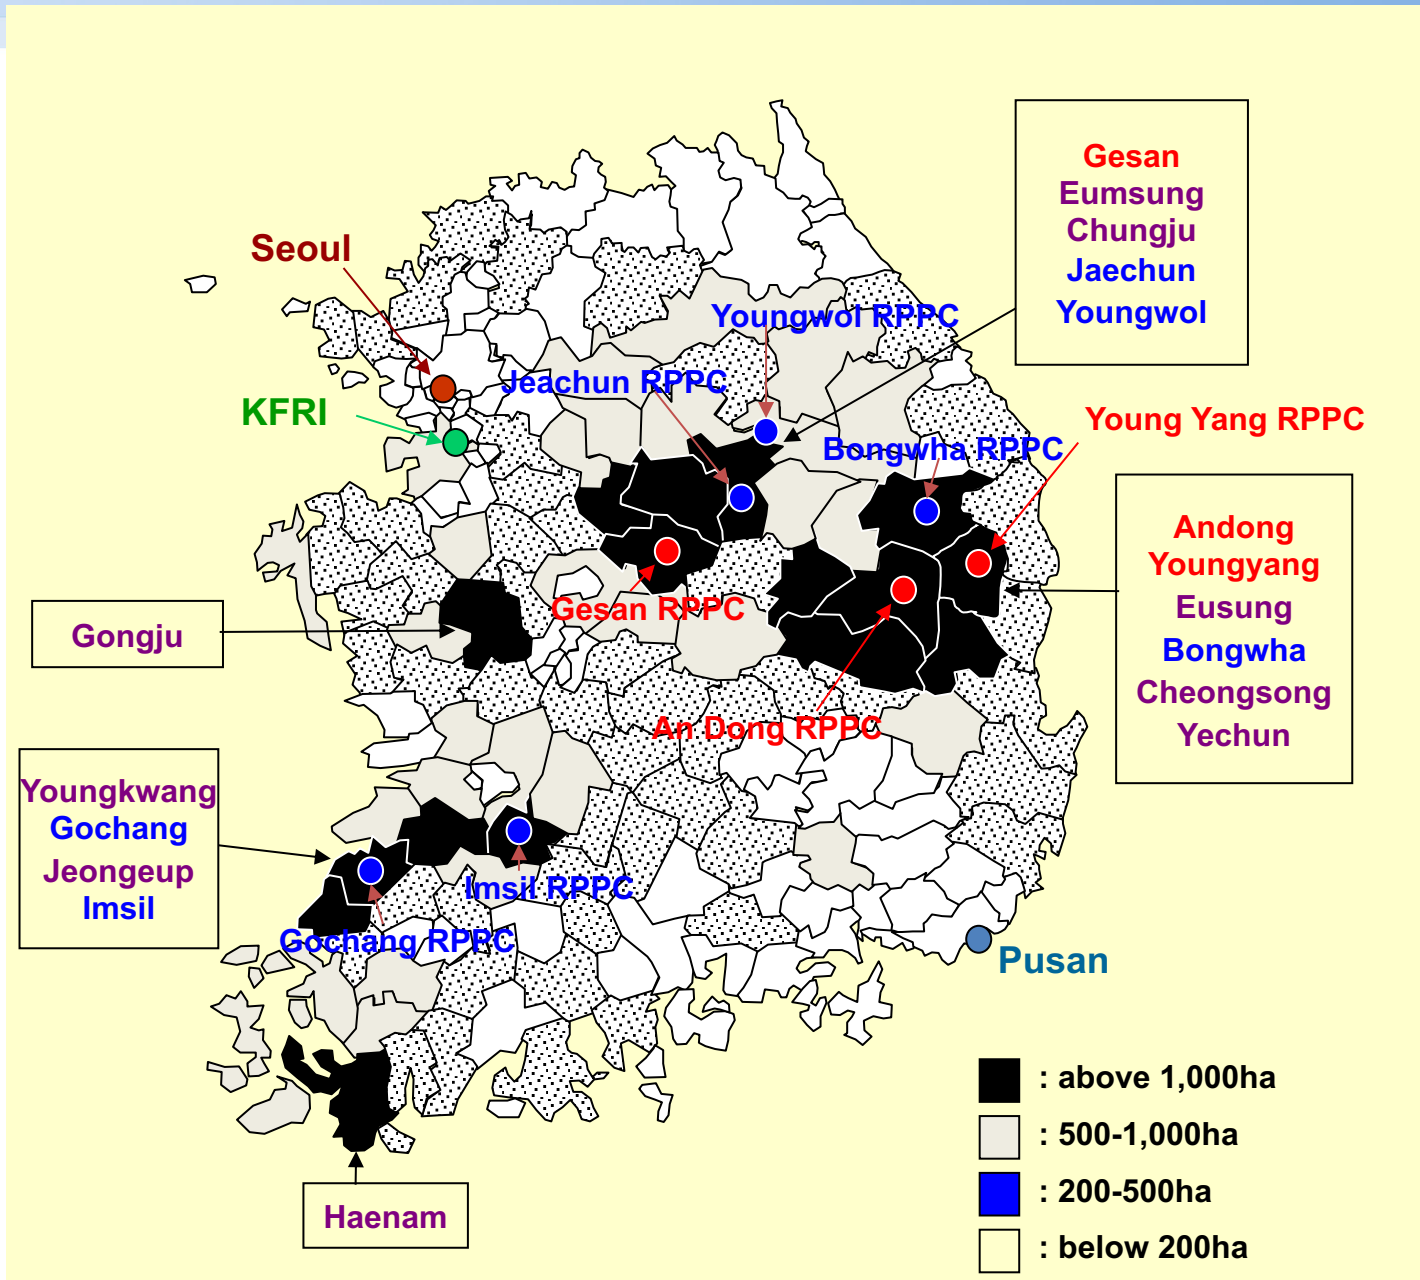 Gesan
Eumsung
Chungju
Jaechun
Youngwol
Seoul
Youngwol RPPC
Jeachun RPPC
KFRI
Young Yang RPPC
Bongwha RPPC
Andong
Youngyang
Eusung
Bongwha
Cheongsong
Yechun
Gesan RPPC
Gongju
An Dong RPPC
Youngkwang
Gochang
Jeongeup
Imsil
Imsil RPPC
Gochang RPPC
Pusan
: above 1,000ha
: 500-1,000ha
: 200-500ha
: below 200ha
Haenam